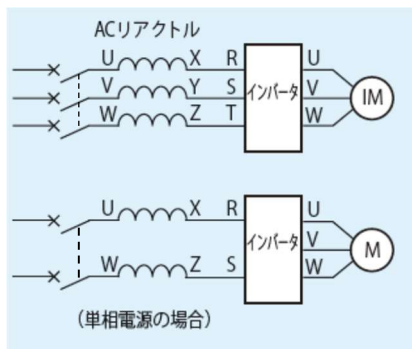 ACリアクトル
U X R U
V Y S インバータ V IM
W Z T W
U X R U
インバータ V M
W Z S W
(単相電源の場合)